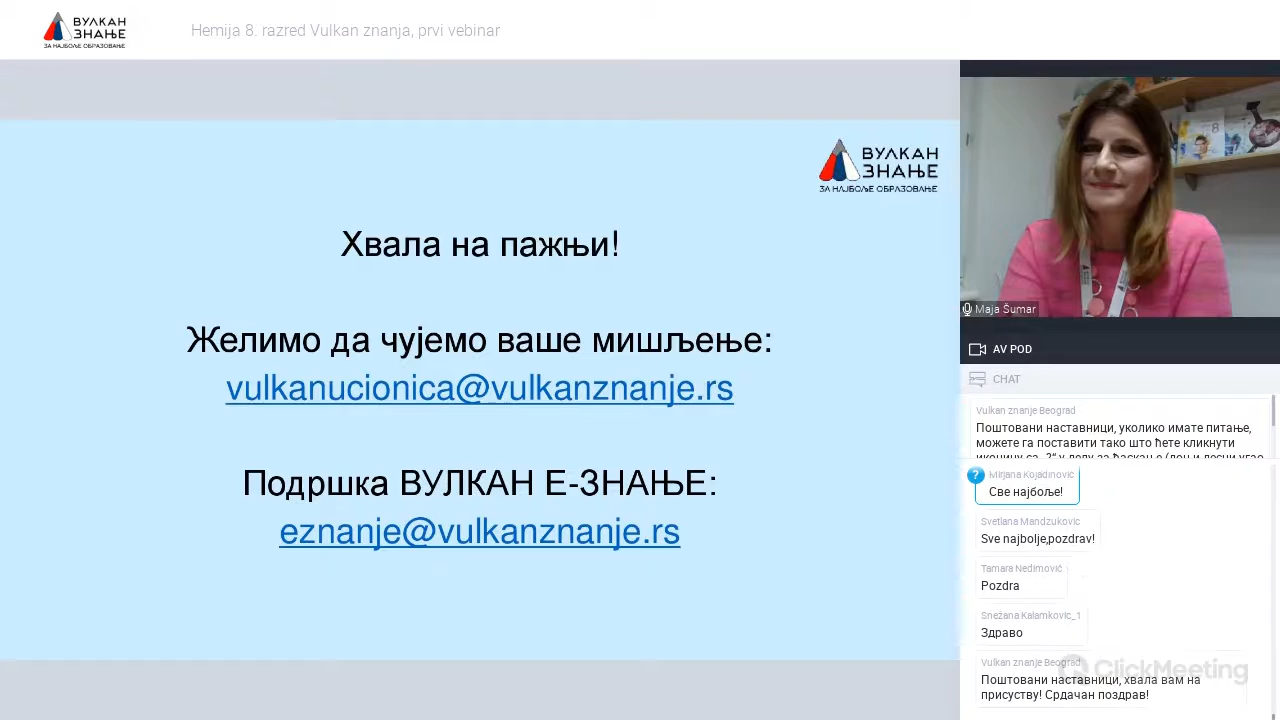 ВУЛКАН
ЗНАЊЕ
ЗА НАЈБОЉЕ ОБРАЗОВАЊЕ
Hemija 8. razred Vulkan znanja, prvi vebinar
ВУЛКАН
ЗНАЊЕ
ЗА НАЈБОЉЕ ОБРАЗОВАЊЕ
Хвала на пажњи!
Желимо да чујемо ваше мишљење:
vulkanucionica@vulkanznanje.rs
Подршка ВУЛКАН Е-ЗНАЊЕ:
eznanje@vulkanznanje.rs
8
Maja Šumar
AV POD
CHAT
Vulkan znanje Beograd
Поштовани наставници, уколико имате питање,
можете га поставити тако што ћете кликнути
?
Mirjana Kojadinović
Све најбоље!
Svetlana Mandzukovic
Sve najbolje,pozdrav!
Tamara Nedimović
Pozdra
Snežana Kalamković_1
Здраво
Vulkan znanje Beograd
Поштовани наставници, хвала вам на
присуству! Срдачан поздрав!
ClickMeeting